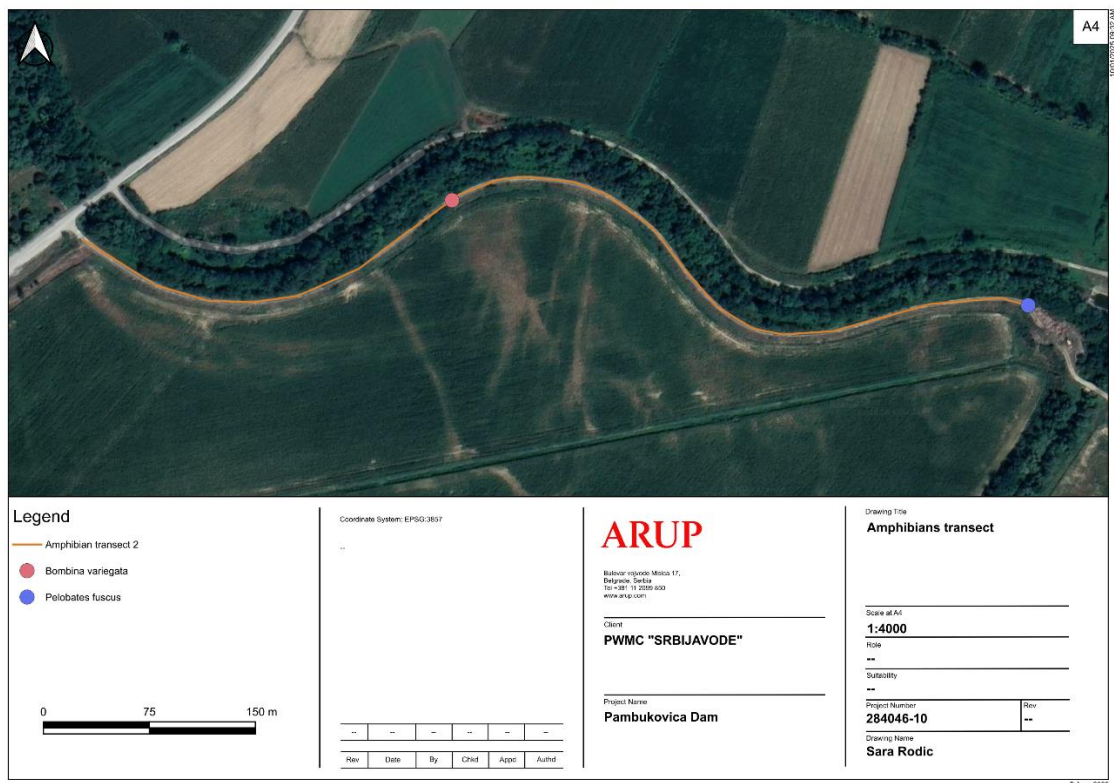 A4
Legend
Amphibian transect 2
Bombina variegata
Pelobates fuscus
0 75 150 m
Coordinate System: EPSG:3857
--
-- -- -- -- -- --
Rev Date By Chkd Appd Authd
ARUP
Bulevar vojvode Misica 17,
Belgrade, Serbia
www.arup.com
Client
PWMC "SRBIJAVODE"
Project Name
Pambukovica Dam
Drawing Title
Amphibians transect
Scale at A4
1:4000
Role
--
Suitability
--
Project Number
284046-10
Rev
--
Drawing Name
Sara Rodic